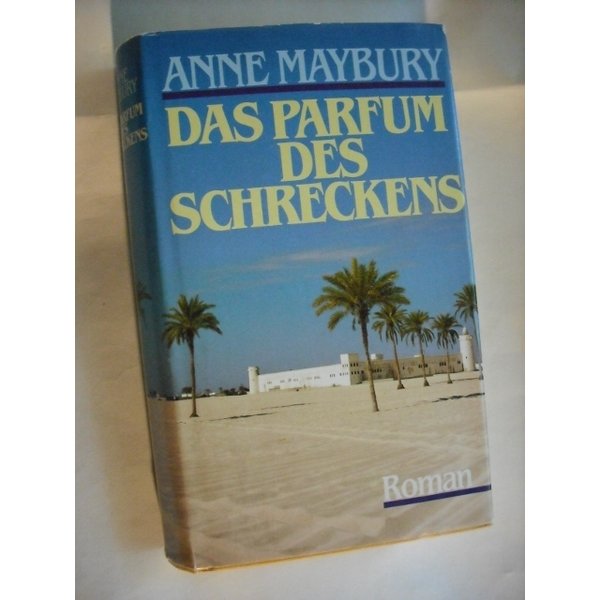 ANNE MAYBURY
DAS PARFUM
DES
SCHRECKENS
Roman